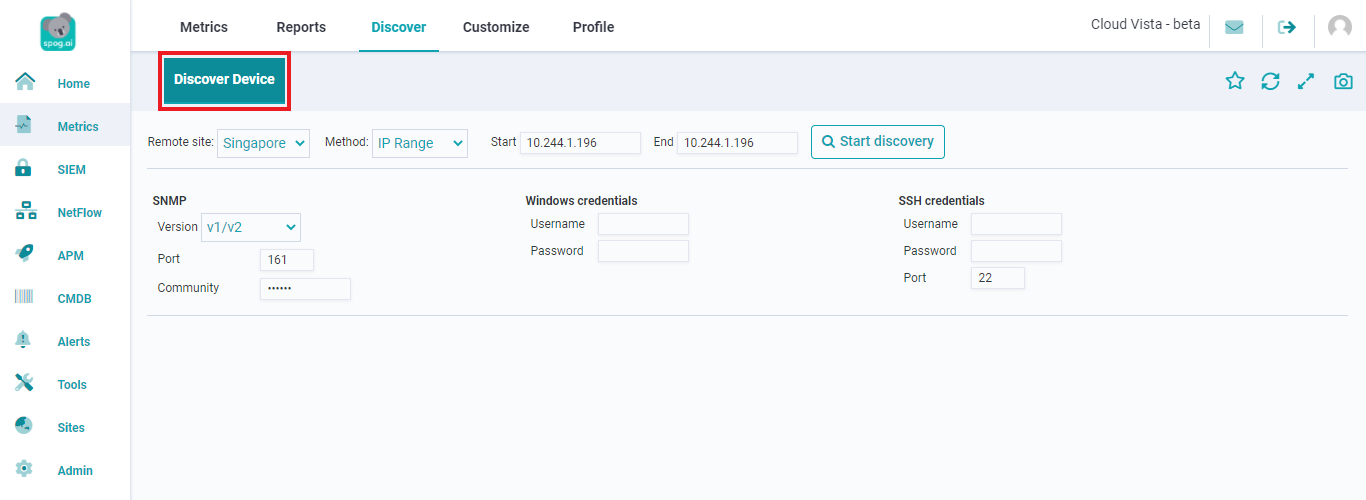 spog.ai
Metrics Reports Discover Customize Profile
Cloud Vista - beta
Home
Metrics
SIEM
NetFlow
APM
CMDB
Alerts
Tools
Sites
Admin
Discover Device
Remote site: Singapore Method: IP Range Start 10.244.1.196 End 10.244.1.196 Start discovery
SNMP
Version v1/v2
Port 161
Community ••••••
Windows credentials
Username
Password
SSH credentials
Username
Password
Port 22